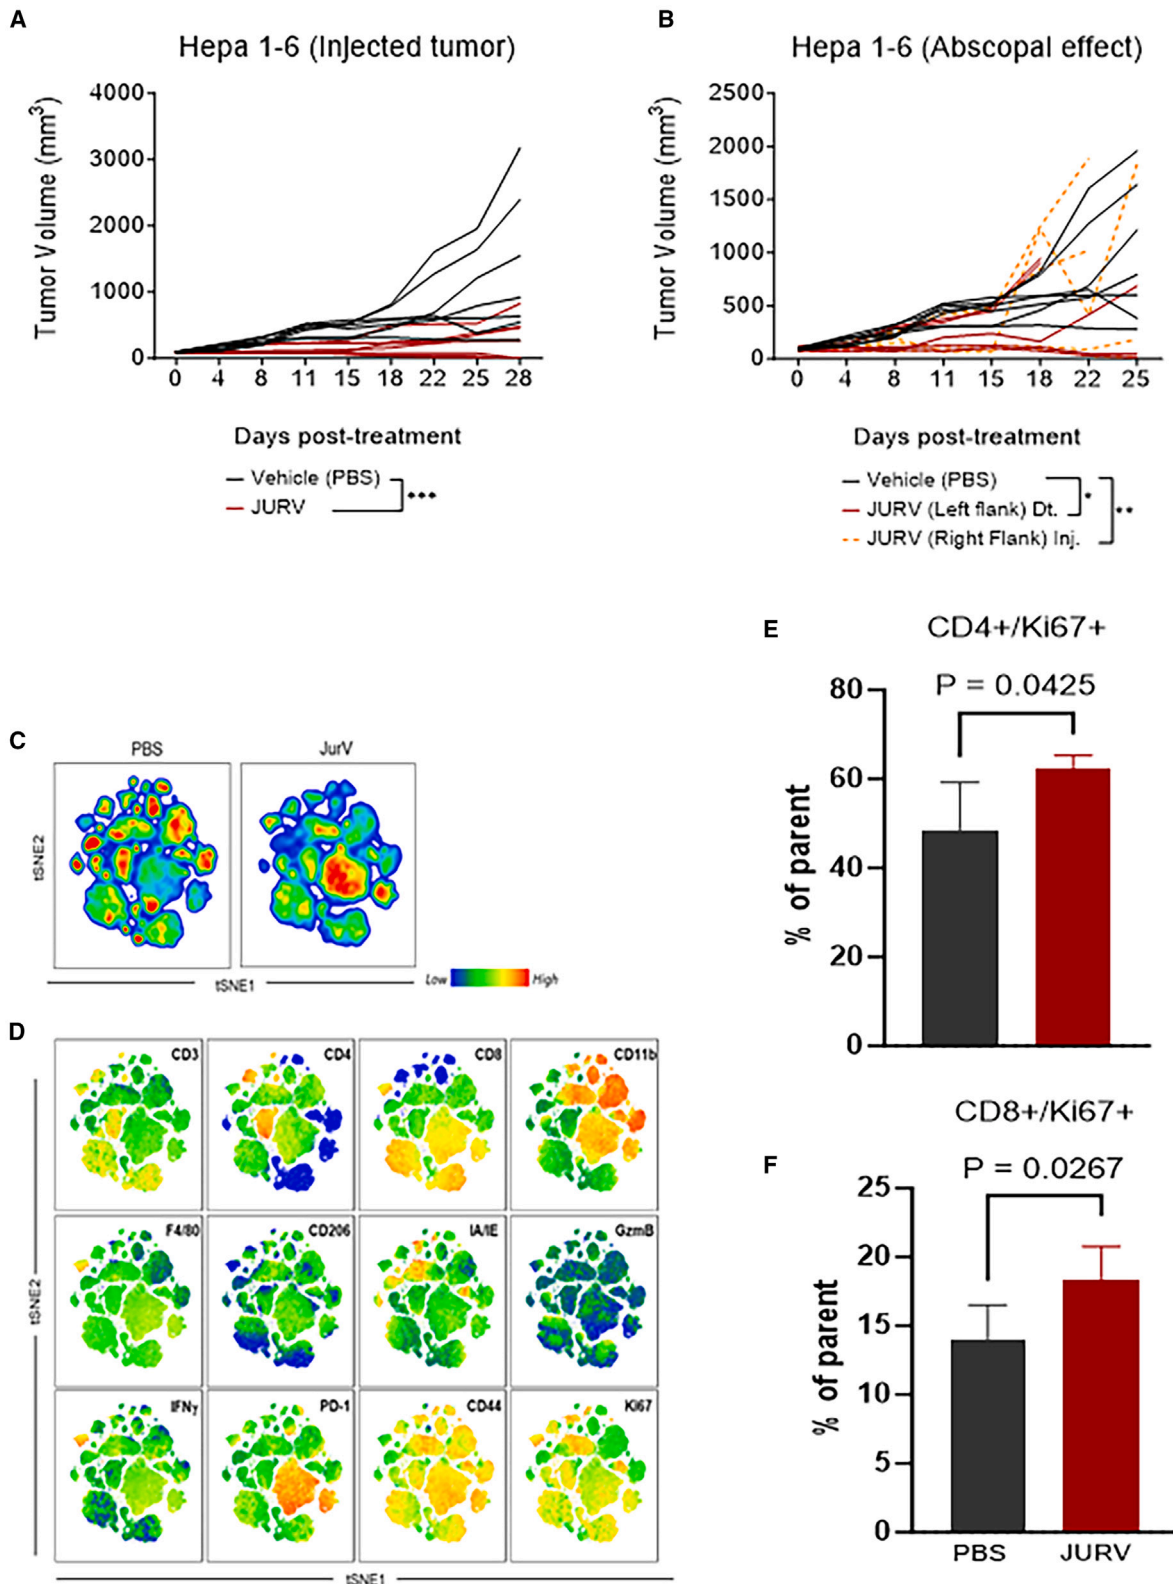 A
Hepa 1-6 (Injected tumor)
Tumor Volume (mm³)
4000
3000
2000
1000
0
0 4 8 11 15 18 22 25 28
Days post-treatment
Vehicle (PBS)
JURV
***
B
Hepa 1-6 (Abscopal effect)
Tumor Volume (mm³)
2500
2000
1500
1000
500
0
0 4 8 11 15 18 22 25
Days post-treatment
Vehicle (PBS)
JURV (Left flank) Dt.
JURV (Right Flank) Inj.
*
**
C
PBS JurV
tSNE2
tSNE1
Low High
D
CD3 CD4 CD8 CD11b
F4/80 CD206 IA/IE GzmB
IFNγ PD-1 CD44 Ki67
tSNE2
tSNE1
E
CD4+/Ki67+
P = 0.0425
% of parent
80
60
40
20
0
F
CD8+/Ki67+
P = 0.0267
% of parent
25
20
15
10
5
0
PBS JURV